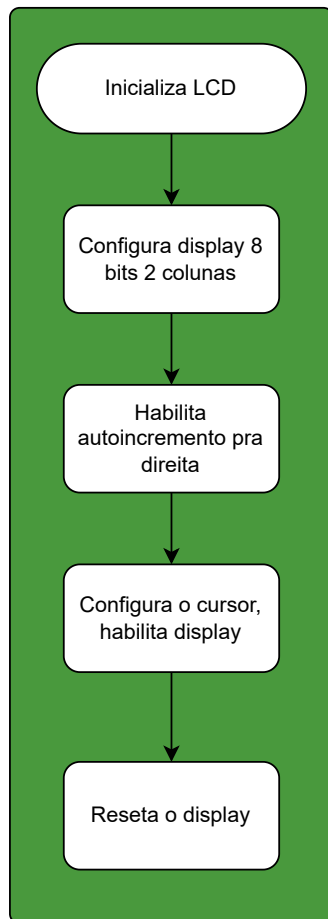 Inicializa LCD
Configura display 8
bits 2 colunas
Habilita
autoincremento pra
direita
Configura o cursor,
habilita display
Reseta o display